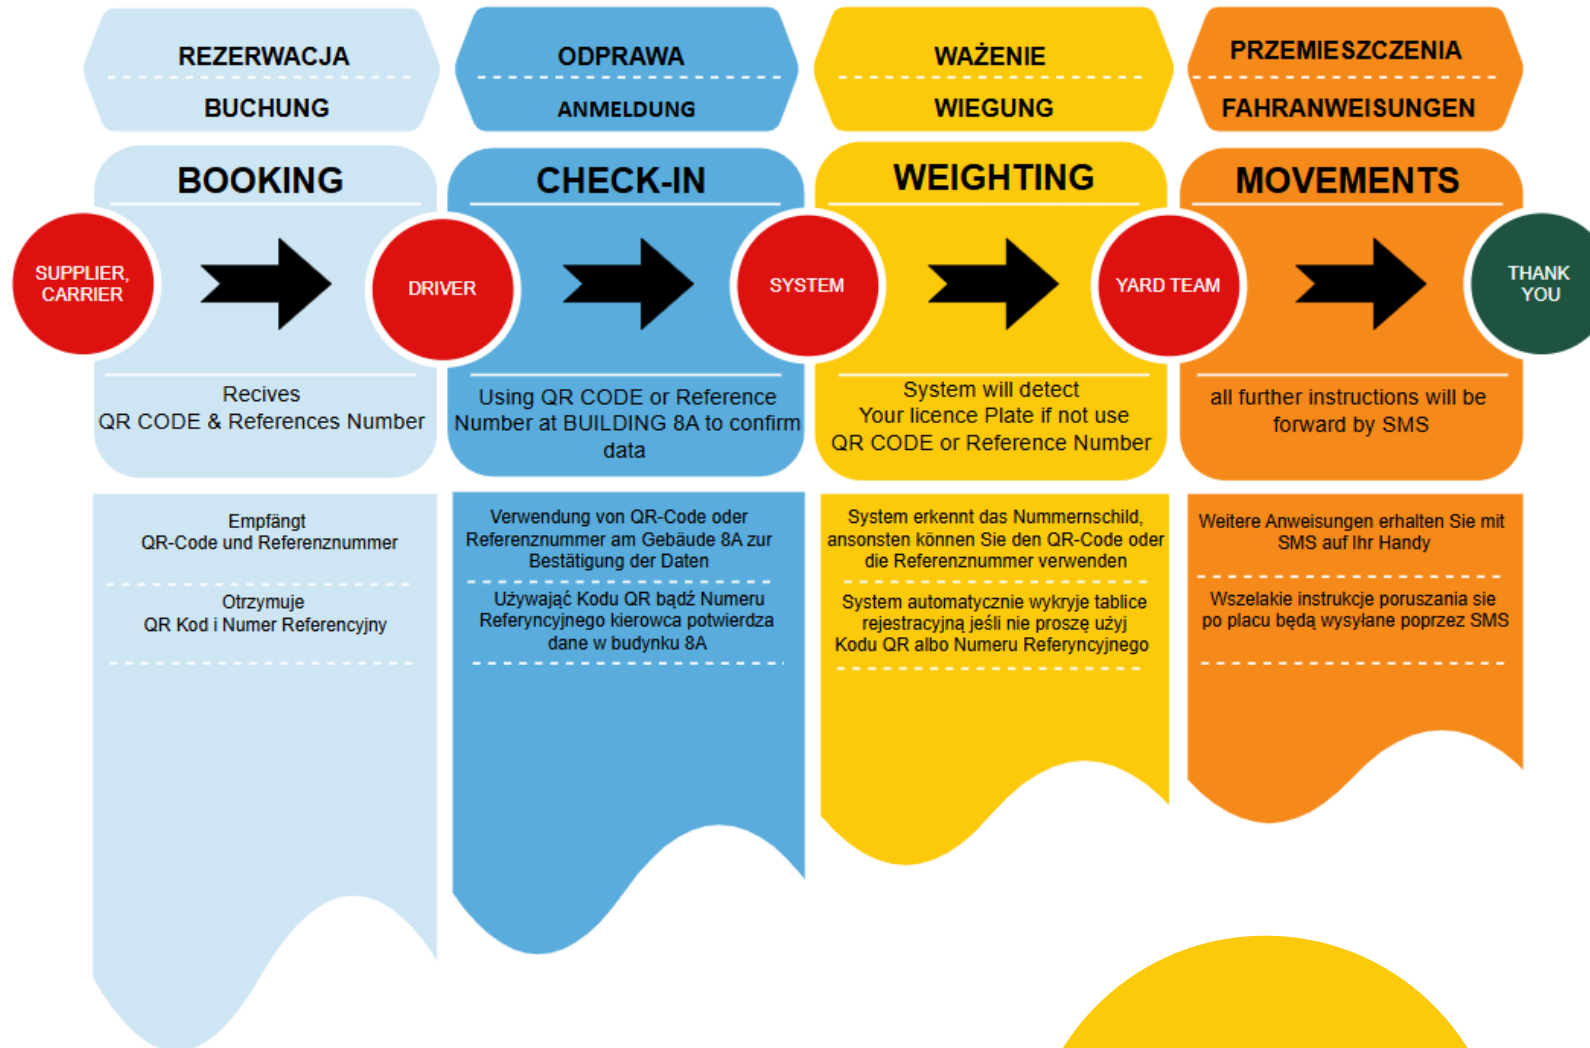 REZERWACJA
BUCHUNG
ODPRAWA
ANMELDUNG
WAŻENIE
WIEGUNG
PRZEMIESZCZENIA
FAHRANWEISUNGEN
BOOKING
CHECK-IN
WEIGHTING
MOVEMENTS
SUPPLIER,
CARRIER
DRIVER
SYSTEM
YARD TEAM
THANK
YOU
Recives
QR CODE & References Number
Using QR CODE or Reference
Number at BUILDING 8A to confirm
data
System will detect
Your licence Plate if not use
QR CODE or Reference Number
all further instructions will be
forward by SMS
Empfängt
QR-Code und Referenznummer
Otrzymuje
QR Kod i Numer Referencyjny
Verwendung von QR-Code oder
Referenznummer am Gebäude 8A zur
Bestätigung der Daten
Używająć Kodu QR bądź Numeru
Referyncyjnego kierowca potwierdza
dane w budynku 8A
System erkennt das Nummernschild,
ansonsten können Sie den QR-Code oder
die Referenznummer verwenden
System automatycznie wykryje tablice
rejestracyjną jeśli nie proszę użyj
Kodu QR albo Numeru Referyncyjnego
Weitere Anweisungen erhalten Sie mit
SMS auf Ihr Handy
Wszelakie instrukcje poruszania sie
po placu będą wysyłane poprzez SMS